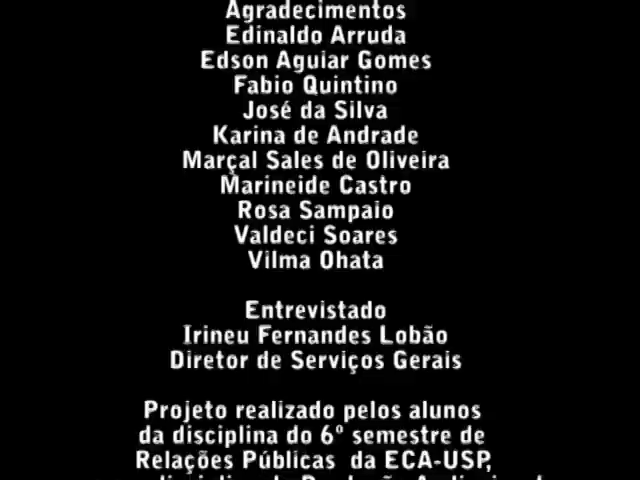 Agradecimentos
Edinaldo Arruda
Edson Aguiar Gomes
Fabio Quintino
José da Silva
Karina de Andrade
Marçal Sales de Oliveira
Marineide Castro
Rosa Sampaio
Valdeci Soares
Vilma Ohata
Entrevistado
Irineu Fernandes Lobão
Diretor de Serviços Gerais
Projeto realizado pelos alunos
da disciplina do 6º semestre de
Relações Públicas da ECA-USP,